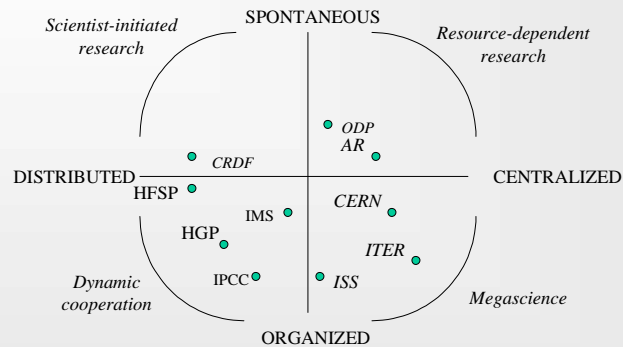 SPONTANEOUS
Scientist-initiated
research
Resource-dependent
research
ODP
AR
CRDF
DISTRIBUTED
CENTRALIZED
HFSP
CERN
IMS
HGP
ITER
IPCC
ISS
Dynamic
cooperation
Megascience
ORGANIZED